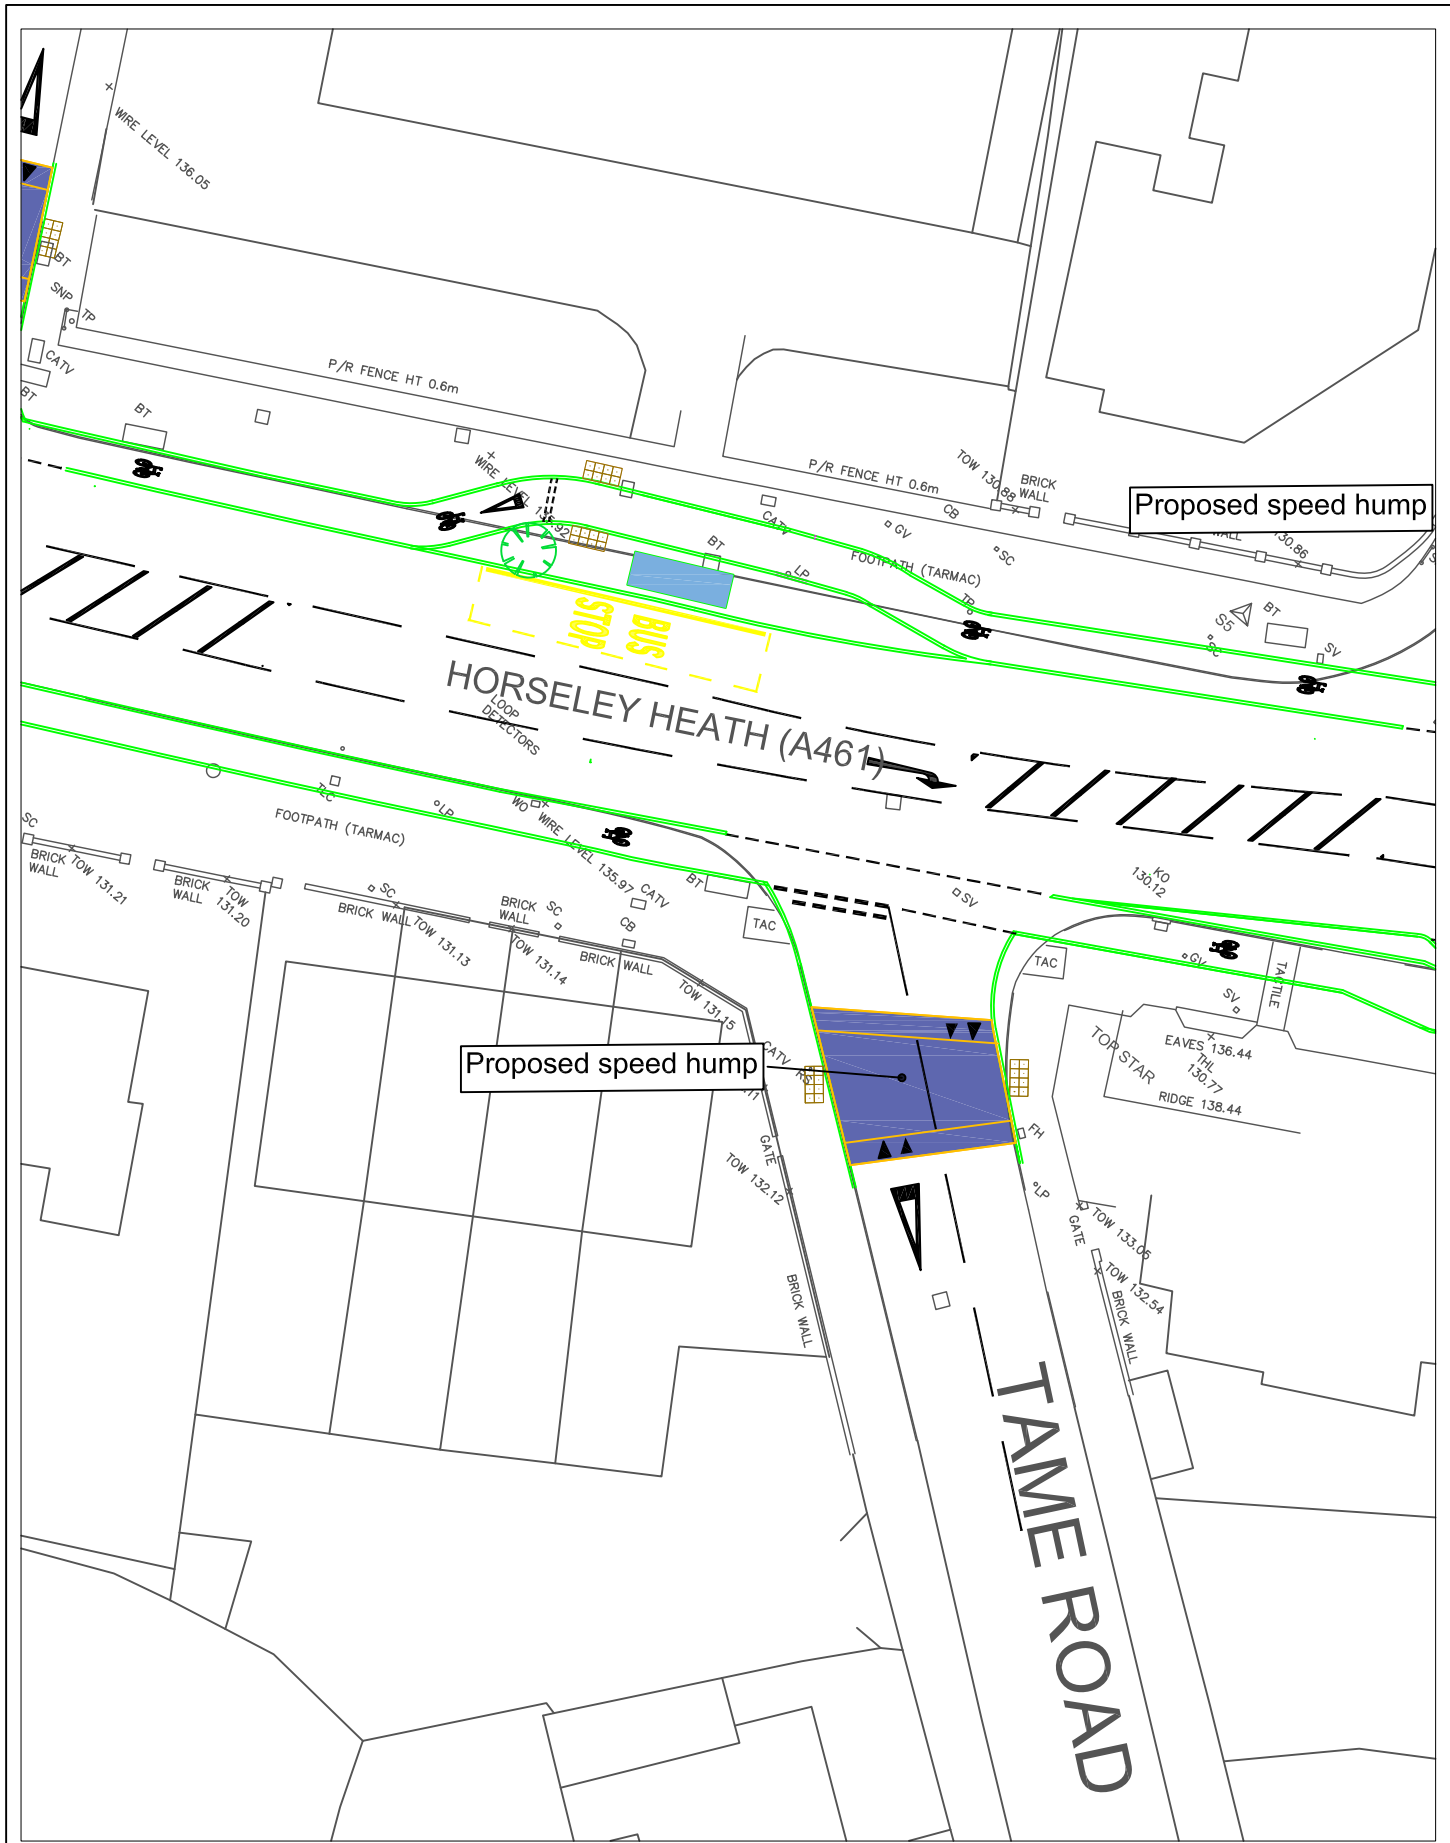 WIRE LEVEL 136.05
BT
SNP
TP
CATV
BT
BT
P/R FENCE HT 0.6m
WIRE LEVEL 135.92
P/R FENCE HT 0.6m
TOW 130.88
BRICK
WALL
Proposed speed hump
130.86
CATV
GV
CB
SC
BT
LP
FOOTPATH (TARMAC)
TP
S5
BT
SC
SV
BUS
STOP
HORSELEY HEATH (A461)
LOOP
DETECTORS
TLC
LP
WO
WIRE LEVEL 135.97
FOOTPATH (TARMAC)
SC
BRICK
WALL
TOW 131.21
BRICK
WALL
TOW
131.20
SC
BRICK WALL
TOW 131.13
BRICK
WALL
SC
TOW 131.14
CATV
CB
BT
BRICK WALL
TOW 131.15
TAC
SV
KO
130.12
TAC
GV
SV
TACTILE
EAVES 136.44
THL
130.77
TOP STAR
RIDGE 138.44
Proposed speed hump
CATV
RS
GATE
TOW 132.12
FH
LP
GATE
TOW 133.05
TOW 132.54
BRICK WALL
BRICK WALL
TAME ROAD